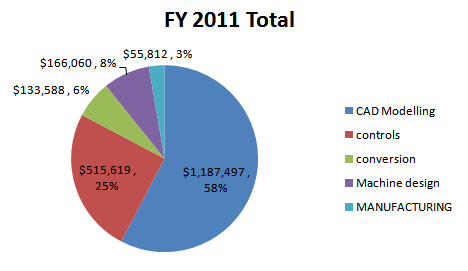 FY 2011 Total
$166,060 , 8%
$55,812 , 3%
$133,588 , 6%
$515,619 ,
25%
$1,187,497 ,
58%
CAD Modelling
controls
conversion
Machine design
MANUFACTURING